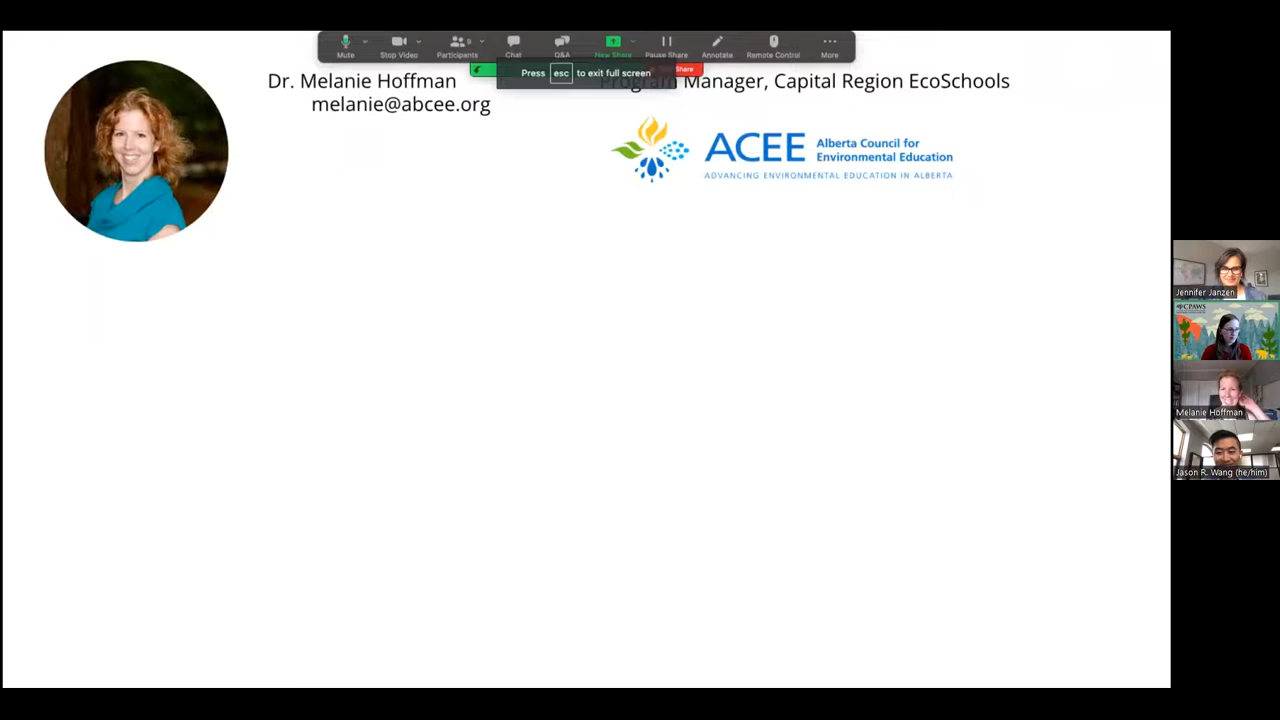 Mute
Stop Video
Participants
9
Chat
Q&A
New Share
Pause Share
Annotate
Remote Control
More
Press esc to exit full screen
Share
Dr. Melanie Hoffman
melanie@abcee.org
Program Manager, Capital Region EcoSchools
ACEE
Alberta Council for
Environmental Education
ADVANCING ENVIRONMENTAL EDUCATION IN ALBERTA
Jennifer Janzen
CPAWS
Melanie Hoffman
Jason R. Wang (he/him)